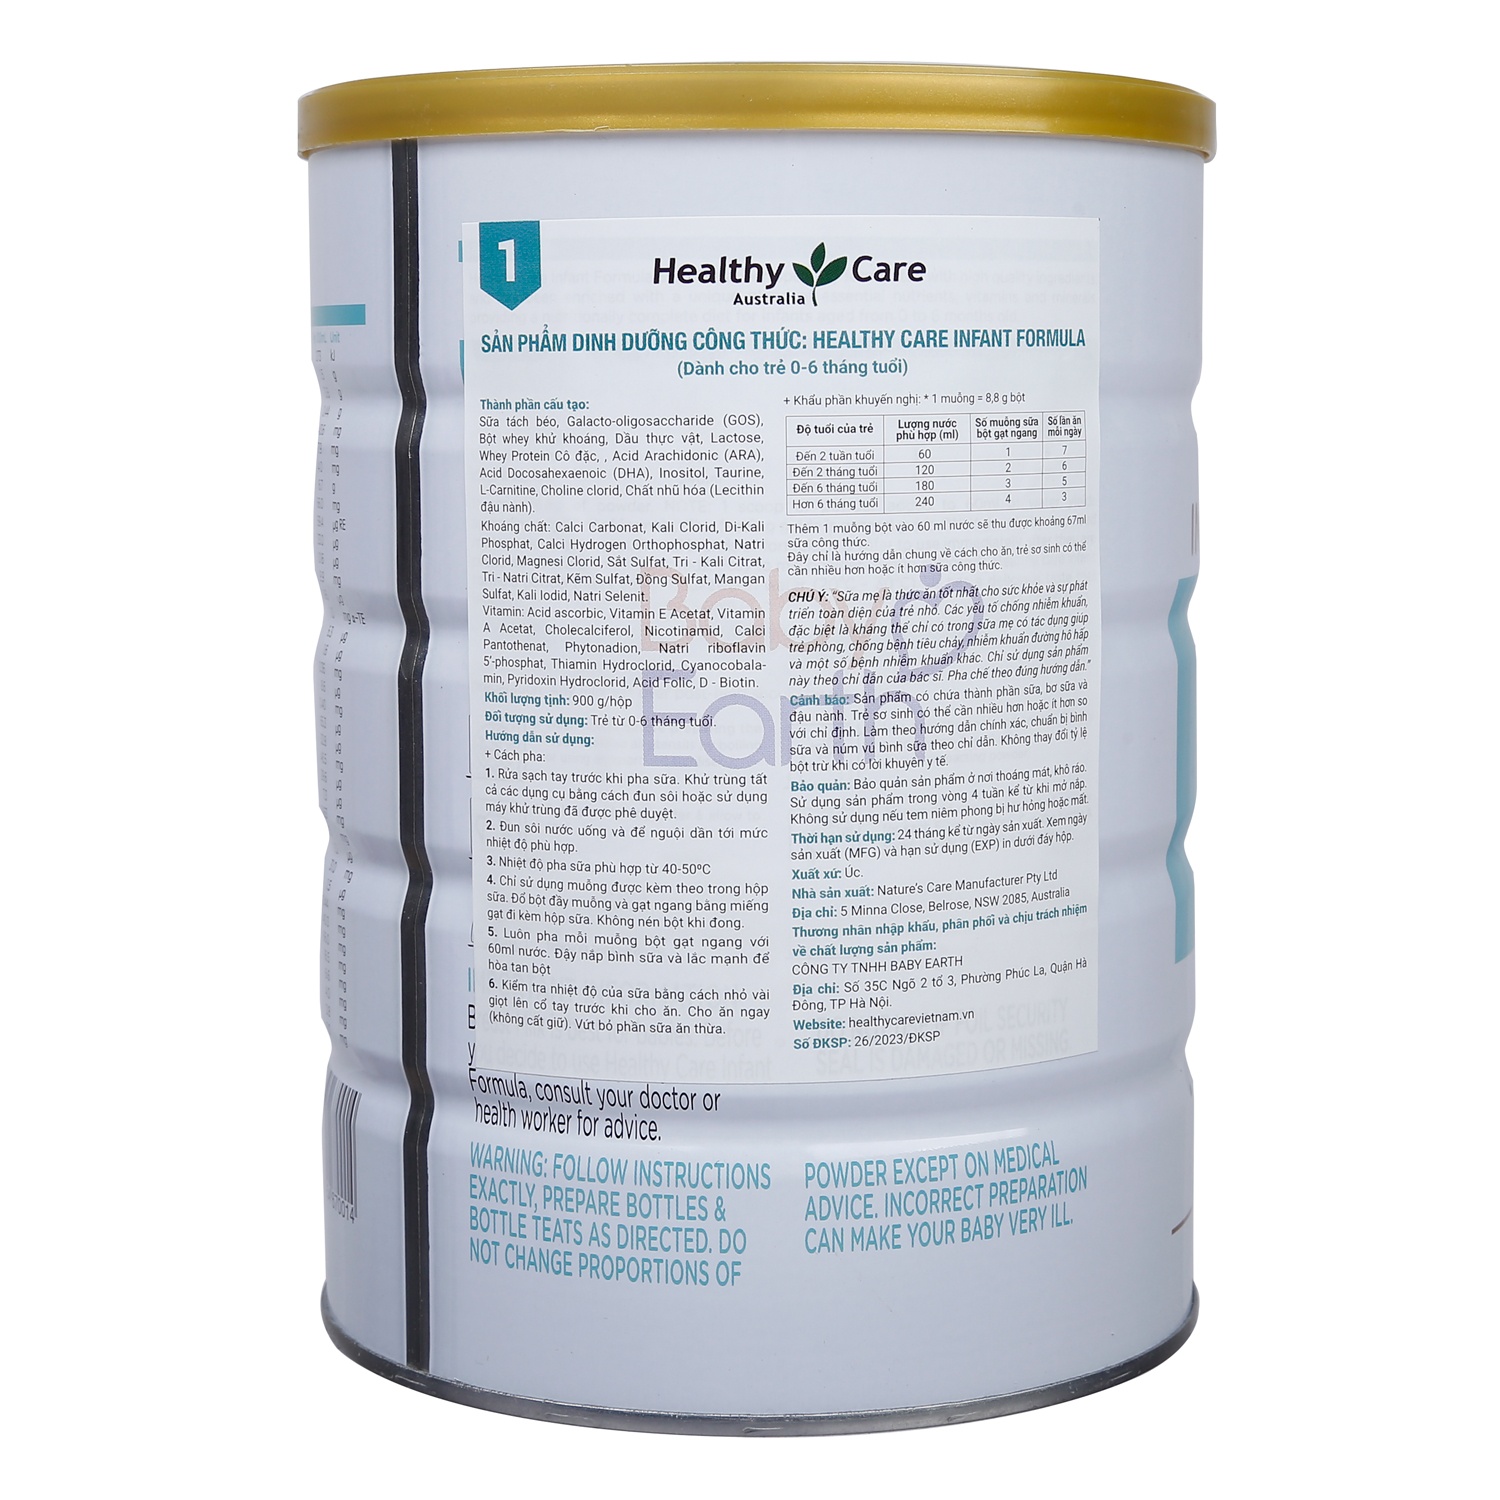 1
Healthy Care
Australia
SẢN PHẨM DINH DƯỠNG CÔNG THỨC: HEALTHY CARE INFANT FORMULA
(Dành cho trẻ 0-6 tháng tuổi)
Thành phần cấu tạo:
Sữa tách béo, Galacto-oligosaccharide (GOS),
Bột whey khử khoáng, Dầu thực vật, Lactose,
Whey Protein Cô đặc, , Acid Arachidonic (ARA),
Acid Docosahexaenoic (DHA), Inositol, Taurine,
L-Carnitine, Choline clorid, Chất nhũ hóa (Lecithin
đậu nành).
Khoáng chất: Calci Carbonat, Kali Clorid, Di-Kali
Phosphat, Calci Hydrogen Orthophosphat, Natri
Clorid, Magnesi Clorid, Sắt Sulfat, Tri - Kali Citrat,
Tri - Natri Citrat, Kẽm Sulfat, Đồng Sulfat, Mangan
Sulfat, Kali Iodid, Natri Selenit.
Vitamin: Acid ascorbic, Vitamin E Acetat, Vitamin
A Acetat, Cholecalciferol, Nicotinamid, Calci
Pantothenat, Phytonadion, Natri riboflavin
5'-phosphat, Thiamin Hydroclorid, Cyanocobala-
min, Pyridoxin Hydroclorid, Acid Folic, D - Biotin.
Khối lượng tịnh: 900 g/hộp
Đối tượng sử dụng: Trẻ từ 0-6 tháng tuổi.
Hướng dẫn sử dụng:
+ Cách pha:
1. Rửa sạch tay trước khi pha sữa. Khử trùng tất
cả các dụng cụ bằng cách đun sôi hoặc sử dụng
máy khử trùng đã được phê duyệt.
2. Đun sôi nước uống và để nguội dần tới mức
nhiệt độ phù hợp.
3. Nhiệt độ pha sữa phù hợp từ 40-50ºC
4. Chỉ sử dụng muỗng được kèm theo trong hộp
sữa. Đổ bột đầy muỗng và gạt ngang bằng miếng
gạt đi kèm hộp sữa. Không nén bột khi đong.
5. Luôn pha mỗi muỗng bột gạt ngang với
60ml nước. Đậy nắp bình sữa và lắc mạnh để
hòa tan bột
6. Kiểm tra nhiệt độ của sữa bằng cách nhỏ vài
giọt lên cổ tay trước khi cho ăn. Cho ăn ngay
(không cất giữ). Vứt bỏ phần sữa ăn thừa.
+ Khẩu phần khuyến nghị: * 1 muỗng = 8,8 g bột
Độ tuổi của trẻ Lượng nước phù hợp (ml) Số muỗng sữa bột gạt ngang Số lần ăn mỗi ngày
Đến 2 tuần tuổi 60 1 7
Đến 2 tháng tuổi 120 2 6
Đến 6 tháng tuổi 180 3 5
Hơn 6 tháng tuổi 240 4 3
Thêm 1 muỗng bột vào 60 ml nước sẽ thu được khoảng 67ml
sữa công thức.
Đây chỉ là hướng dẫn chung về cách cho ăn, trẻ sơ sinh có thể
cần nhiều hơn hoặc ít hơn sữa công thức.
CHÚ Ý: "Sữa mẹ là thức ăn tốt nhất cho sức khỏe và sự phát
triển toàn diện của trẻ nhỏ. Các yếu tố chống nhiễm khuẩn,
đặc biệt là kháng thể chỉ có trong sữa mẹ có tác dụng giúp
trẻ phòng, chống bệnh tiêu chảy, nhiễm khuẩn đường hô hấp
và một số bệnh nhiễm khuẩn khác. Chỉ sử dụng sản phẩm
này theo chỉ dẫn của bác sĩ. Pha chế theo đúng hướng dẫn."
Cảnh báo: Sản phẩm có chứa thành phần sữa, bơ sữa và
đậu nành. Trẻ sơ sinh có thể cần nhiều hơn hoặc ít hơn so
với chỉ định. Làm theo hướng dẫn chính xác, chuẩn bị bình
sữa và núm vú bình sữa theo chỉ dẫn. Không thay đổi tỷ lệ
bột trừ khi có lời khuyên y tế.
Bảo quản: Bảo quản sản phẩm ở nơi thoáng mát, khô ráo.
Sử dụng sản phẩm trong vòng 4 tuần kể từ khi mở nắp.
Không sử dụng nếu tem niêm phong bị hư hỏng hoặc mất.
Thời hạn sử dụng: 24 tháng kể từ ngày sản xuất. Xem ngày
sản xuất (MFG) và hạn sử dụng (EXP) in dưới đáy hộp.
Xuất xứ: Úc.
Nhà sản xuất: Nature's Care Manufacturer Pty Ltd
Địa chỉ: 5 Minna Close, Belrose, NSW 2085, Australia
Thương nhân nhập khẩu, phân phối và chịu trách nhiệm
về chất lượng sản phẩm:
CÔNG TY TNHH BABY EARTH
Địa chỉ: Số 35C Ngõ 2 tổ 3, Phường Phúc La, Quận Hà
Đông, TP Hà Nội.
Website: healthycarevietnam.vn
Số ĐKSP: 26/2023/ĐKSP
Baby
Earth
Formula, consult your doctor or
health worker for advice.
WARNING: FOLLOW INSTRUCTIONS
EXACTLY, PREPARE BOTTLES &
BOTTLE TEATS AS DIRECTED. DO
NOT CHANGE PROPORTIONS OF
POWDER EXCEPT ON MEDICAL
ADVICE. INCORRECT PREPARATION
CAN MAKE YOUR BABY VERY ILL.